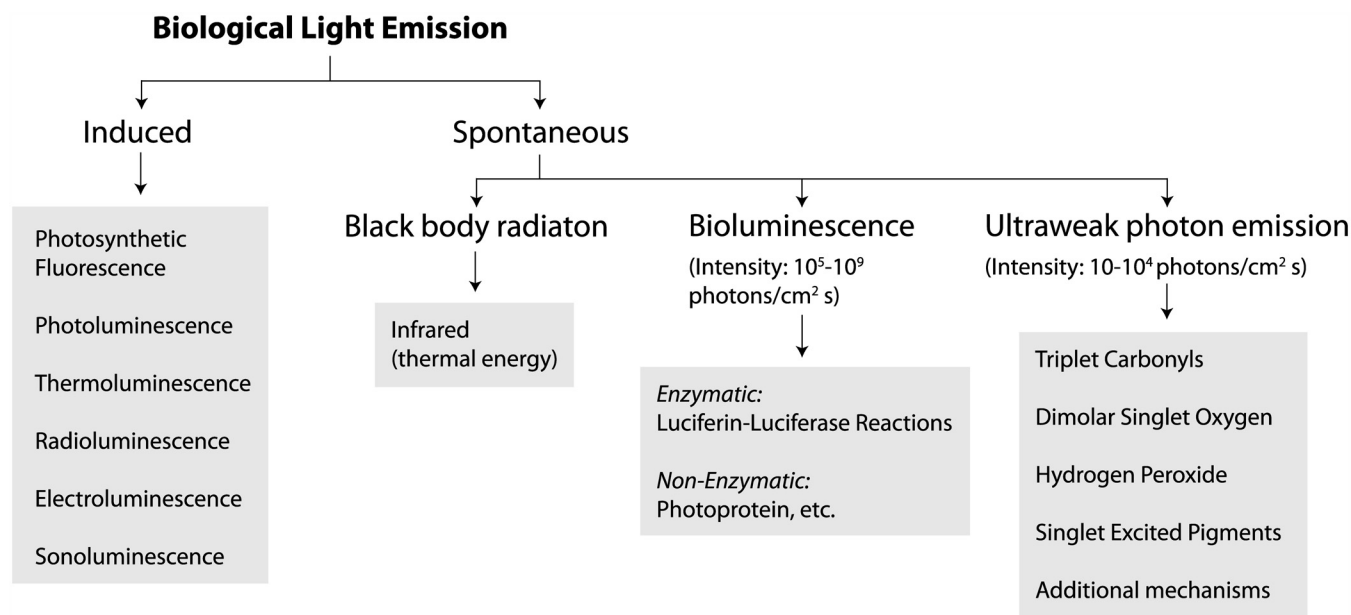 Biological Light Emission
Induced
Spontaneous
Photosynthetic
Fluorescence
Photoluminescence
Thermoluminescence
Radioluminescence
Electroluminescence
Sonoluminescence
Black body radiaton
Infrared
(thermal energy)
Bioluminescence
(Intensity: 10⁵-10⁹
photons/cm² s)
Enzymatic:
Luciferin-Luciferase Reactions
Non-Enzymatic:
Photoprotein, etc.
Ultraweak photon emission
(Intensity: 10-10⁴ photons/cm² s)
Triplet Carbonyls
Dimolar Singlet Oxygen
Hydrogen Peroxide
Singlet Excited Pigments
Additional mechanisms